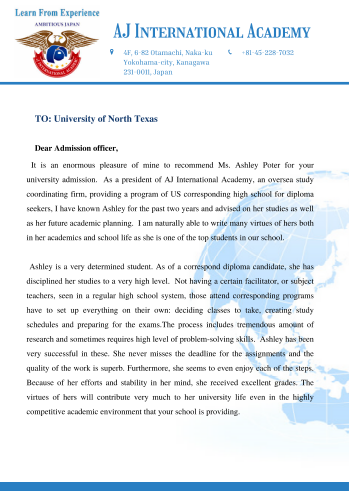 Learn From Experience
AMBITIOUS JAPAN
AJ INTERNATIONAL ACADEMY
4F, 6-82 Otamachi, Naka-ku
Yokohama-city, Kanagawa
231-0011, Japan
+81-45-228-7032
TO: University of North Texas
Dear Admission officer,
It is an enormous pleasure of mine to recommend Ms. Ashley Poter for your
university admission. As a president of AJ International Academy, an oversea study
coordinating firm, providing a program of US corresponding high school for diploma
seekers, I have known Ashley for the past two years and advised on her studies as well
as her future academic planning. I am naturally able to write many virtues of hers both
in her academics and school life as she is one of the top students in our school.
Ashley is a very determined student. As of a correspond diploma candidate, she has
disciplined her studies to a very high level. Not having a certain facilitator, or subject
teachers, seen in a regular high school system, those attend corresponding programs
have to set up everything on their own: deciding classes to take, creating study
schedules and preparing for the exams.The process includes tremendous amount of
research and sometimes requires high level of problem-solving skills. Ashley has been
very successful in these. She never misses the deadline for the assignments and the
quality of the work is superb. Furthermore, she seems to even enjoy each of the steps.
Because of her efforts and stability in her mind, she received excellent grades. The
virtues of hers will contribute very much to her university life even in the highly
competitive academic environment that your school is providing.